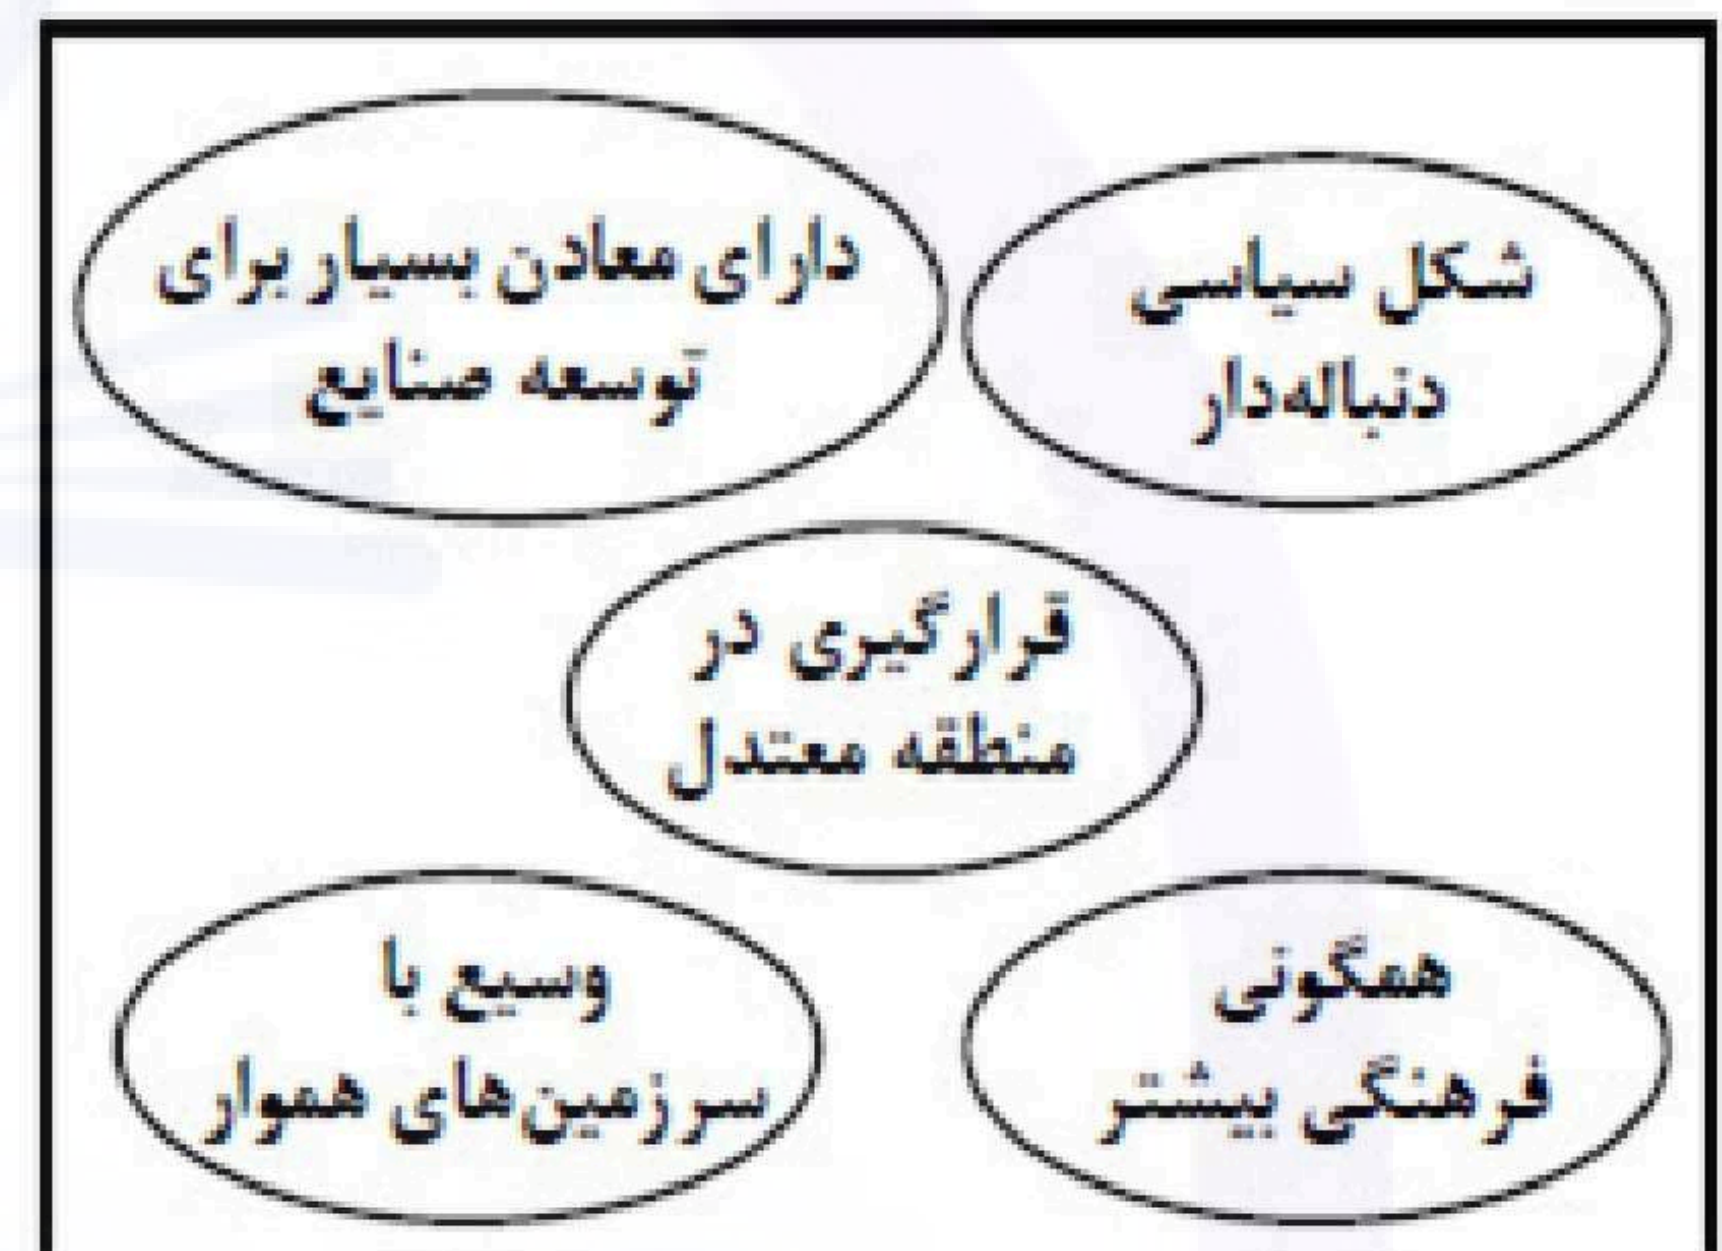 شکل سیاسی
دنباله‌دار
دارای معادن بسیار برای
توسعه صنایع
قرارگیری در
منطقه معتدل
همگونی
فرهنگی بیشتر
وسیع با
سرزمین‌های هموار